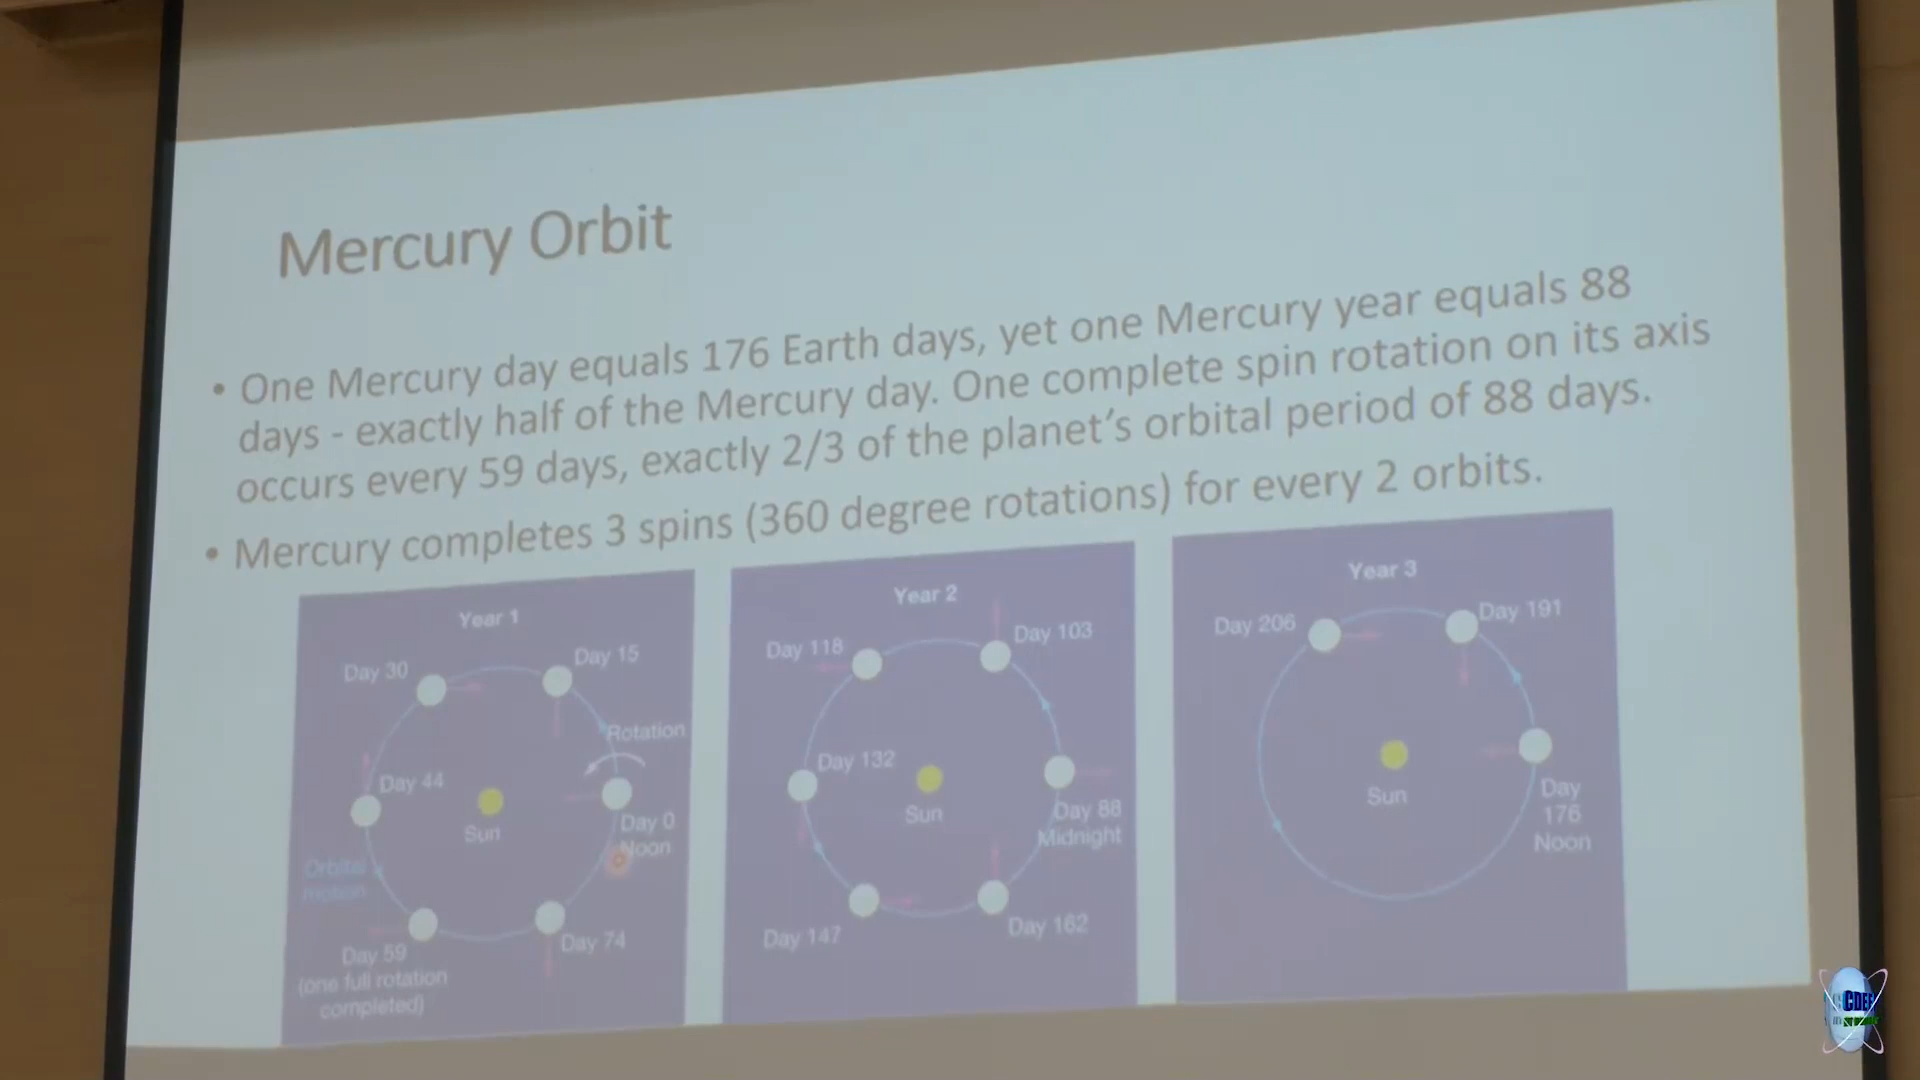 Mercury Orbit
• One Mercury day equals 176 Earth days, yet one Mercury year equals 88
days - exactly half of the Mercury day. One complete spin rotation on its axis
occurs every 59 days, exactly 2/3 of the planet's orbital period of 88 days.
• Mercury completes 3 spins (360 degree rotations) for every 2 orbits.
Year 1
Day 30
Day 15
Rotation
Day 44
Sun
Day 0
Noon
Orbital
motion
Day 59
(one full rotation
completed)
Day 74
Year 2
Day 118
Day 103
Day 132
Sun
Day 88
Midnight
Day 147
Day 162
Year 3
Day 206
Day 191
Sun
Day
176
Noon